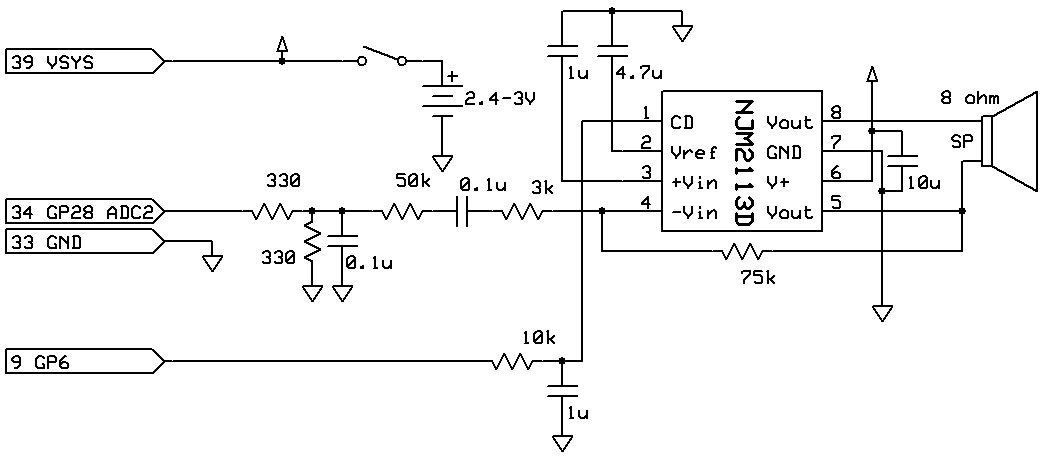 1u
4.7u
39 VSYS
+
2.4-3V
8 ohm
SP
NJM2113D
1
CD
2
Vref
3
+Vin
4
-Vin
8
Vout
7
GND
6
V+
5
Vout
10u
330
50k
0.1u
3k
34 GP28 ADC2
33 GND
330
0.1u
75k
10k
9 GP6
1u